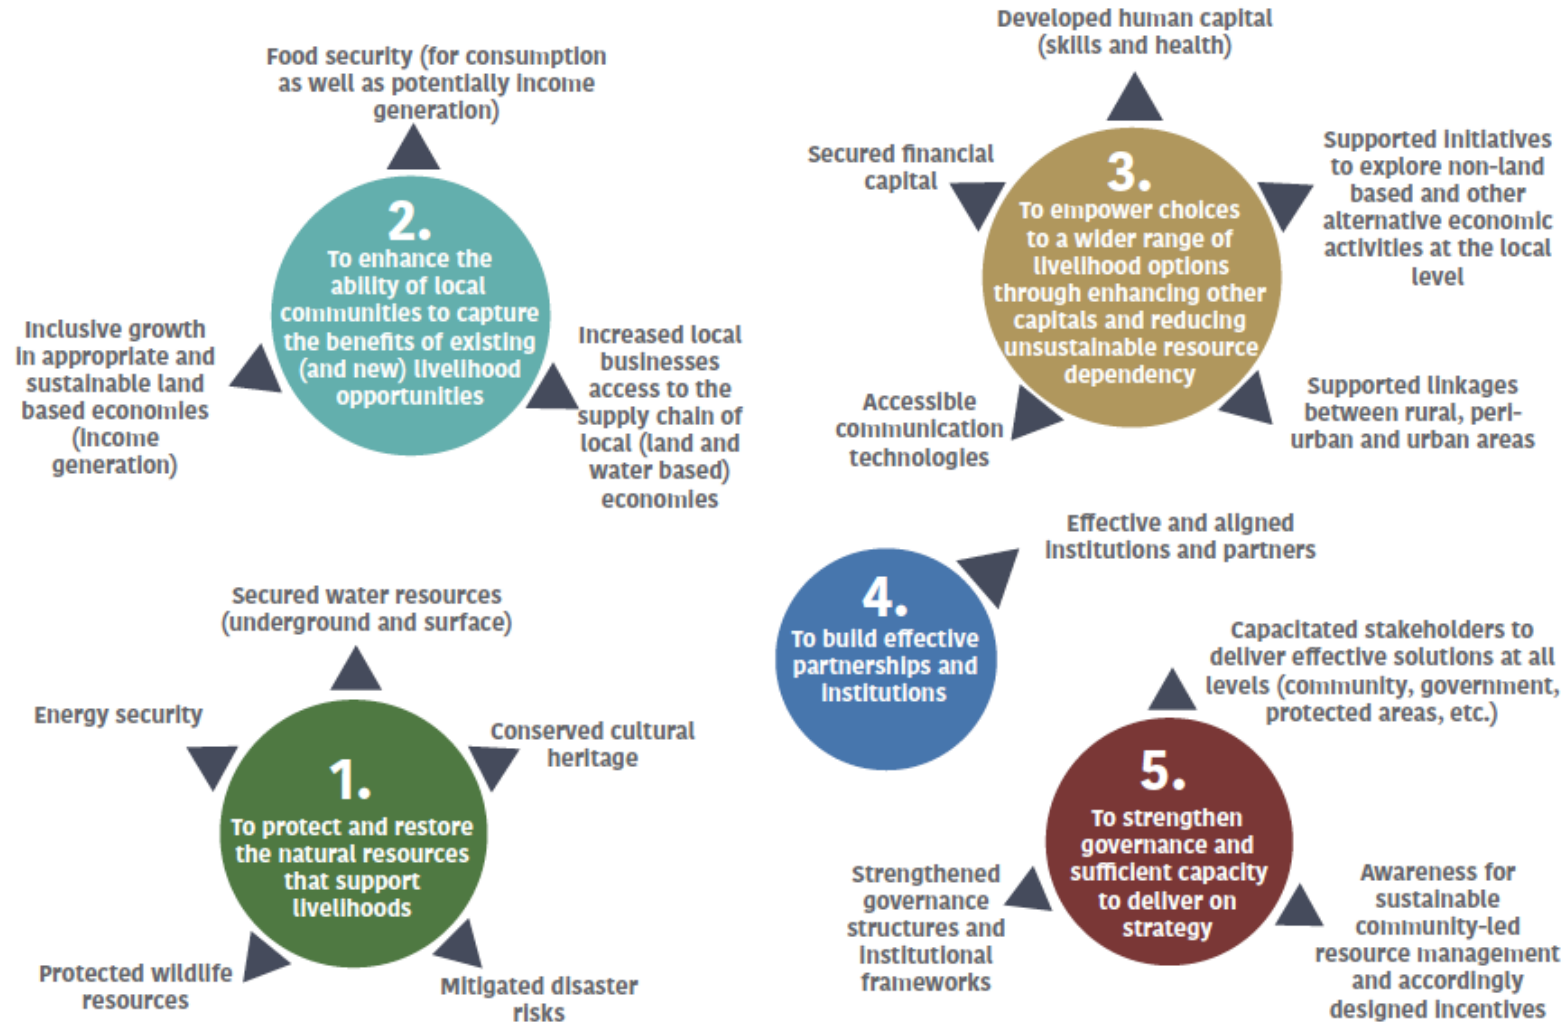 Food security (for consumption
as well as potentially income
generation)
2.
To enhance the
ability of local
communities to capture
the benefits of existing
(and new) livelihood
opportunities
Inclusive growth
in appropriate and
sustainable land
based economies
(income
generation)
Increased local
businesses
access to the
supply chain of
local (land and
water based)
economies
Developed human capital
(skills and health)
Secured financial
capital
3.
To empower choices
to a wider range of
livelihood options
through enhancing other
capitals and reducing
unsustainable resource
dependency
Supported initiatives
to explore non-land
based and other
alternative economic
activities at the local
level
Accessible
communication
technologies
Supported linkages
between rural, peri-
urban and urban areas
Secured water resources
(underground and surface)
Energy security
Conserved cultural
heritage
1.
To protect and restore
the natural resources
that support
livelihoods
Protected wildlife
resources
Mitigated disaster
risks
Effective and aligned
institutions and partners
4.
To build effective
partnerships and
institutions
Capacitated stakeholders to
deliver effective solutions at all
levels (community, government,
protected areas, etc.)
5.
To strengthen
governance and
sufficient capacity
to deliver on
strategy
Strengthened
governance
structures and
institutional
frameworks
Awareness for
sustainable
community-led
resource management
and accordingly
designed incentives